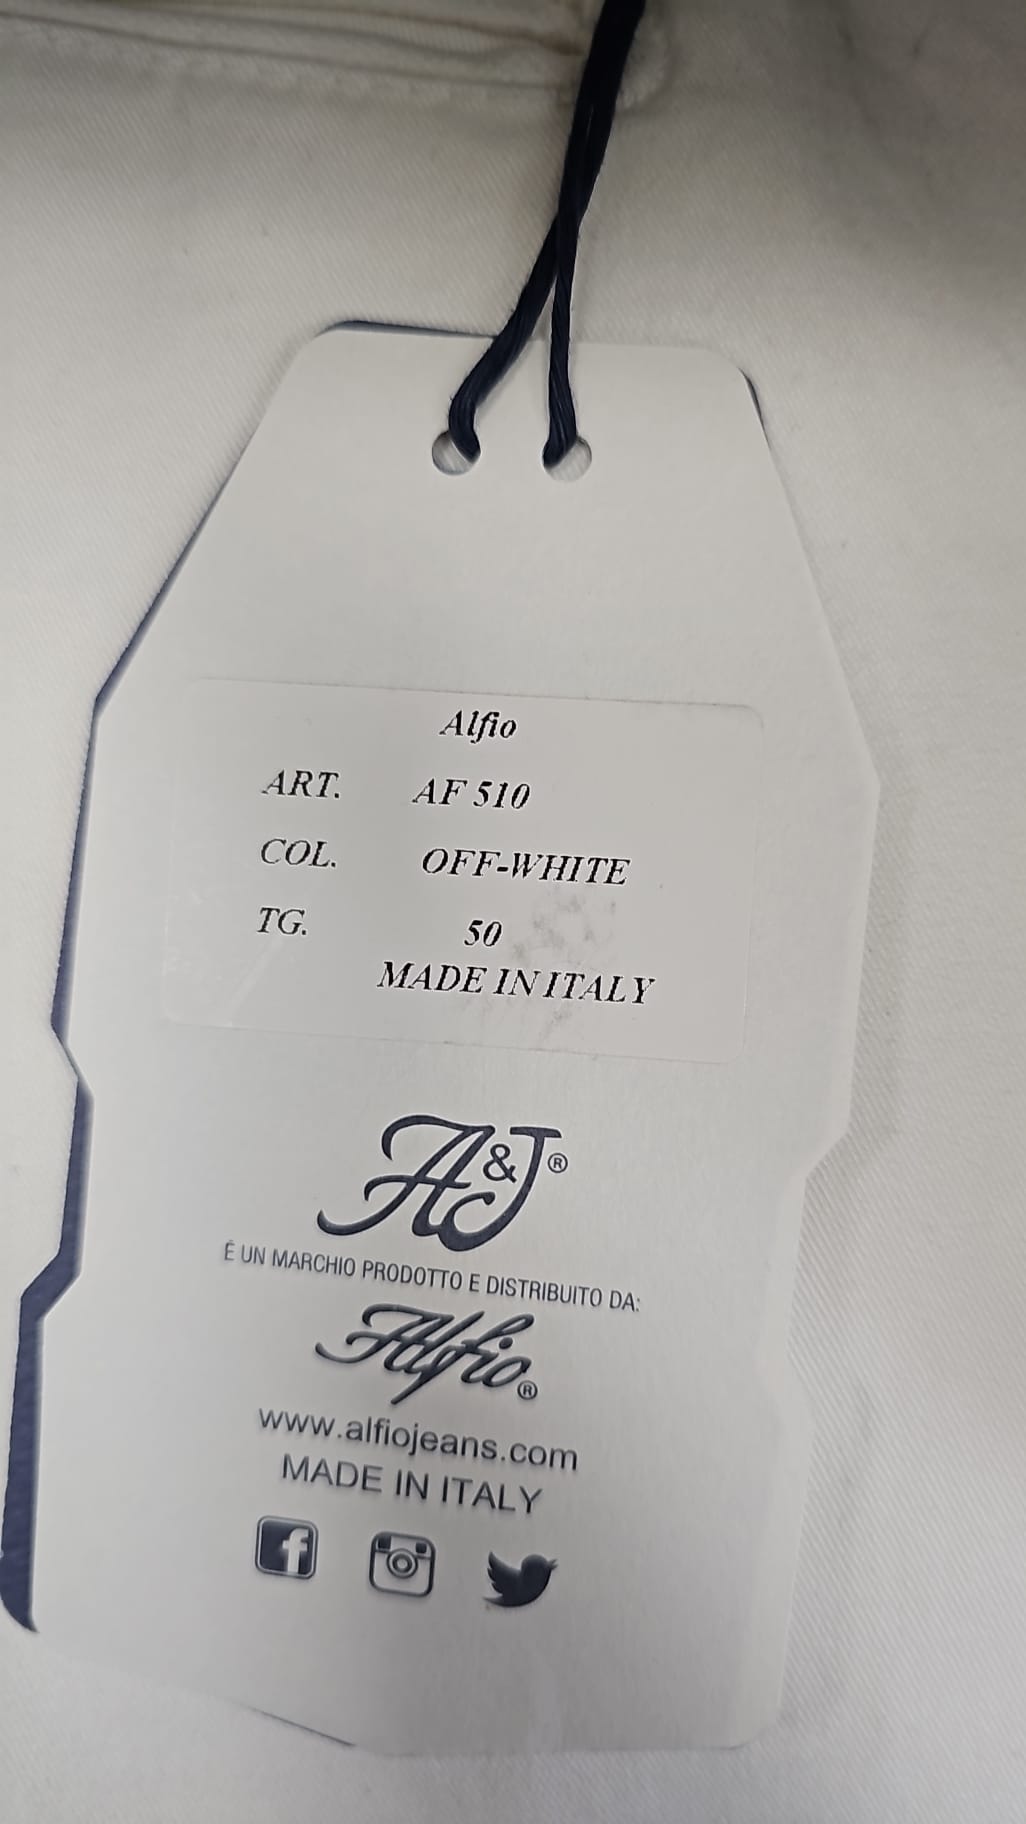 Alfio
ART. AF 510
COL. OFF-WHITE
TG. 50
MADE IN ITALY
A&J®
È UN MARCHIO PRODOTTO E DISTRIBUITO DA:
Alfio®
www.alfiojeans.com
MADE IN ITALY